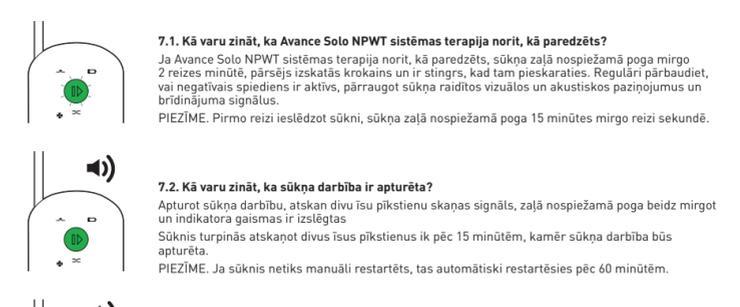 7.1. Kā varu zināt, ka Avance Solo NPWT sistēmas terapija norit, kā paredzēts?
Ja Avance Solo NPWT sistēmas terapija norit, kā paredzēts, sūkņa zaļā nospiežamā poga mirgo
2 reizes minūtē, pārsējs izskatās krokains un ir stingrs, kad tam pieskaraties. Regulāri pārbaudiet,
vai negatīvais spiediens ir aktīvs, pārraugot sūkņa raidītos vizuālos un akustiskos paziņojumus un
brīdinājuma signālus.
PIEZĪME. Pirmo reizi ieslēdzot sūkni, sūkņa zaļā nospiežamā poga 15 minūtes mirgo reizi sekundē.
7.2. Kā varu zināt, ka sūkņa darbība ir apturēta?
Apturot sūkņa darbību, atskan divu īsu pīkstienu skaņas signāls, zaļā nospiežamā poga beidz mirgot
un indikatora gaismas ir izslēgtas
Sūknis turpinās atskaņot divus īsus pīkstienus ik pēc 15 minūtēm, kamēr sūkņa darbība būs
apturēta.
PIEZĪME. Ja sūknis netiks manuāli restartēts, tas automātiski restartēsies pēc 60 minūtēm.